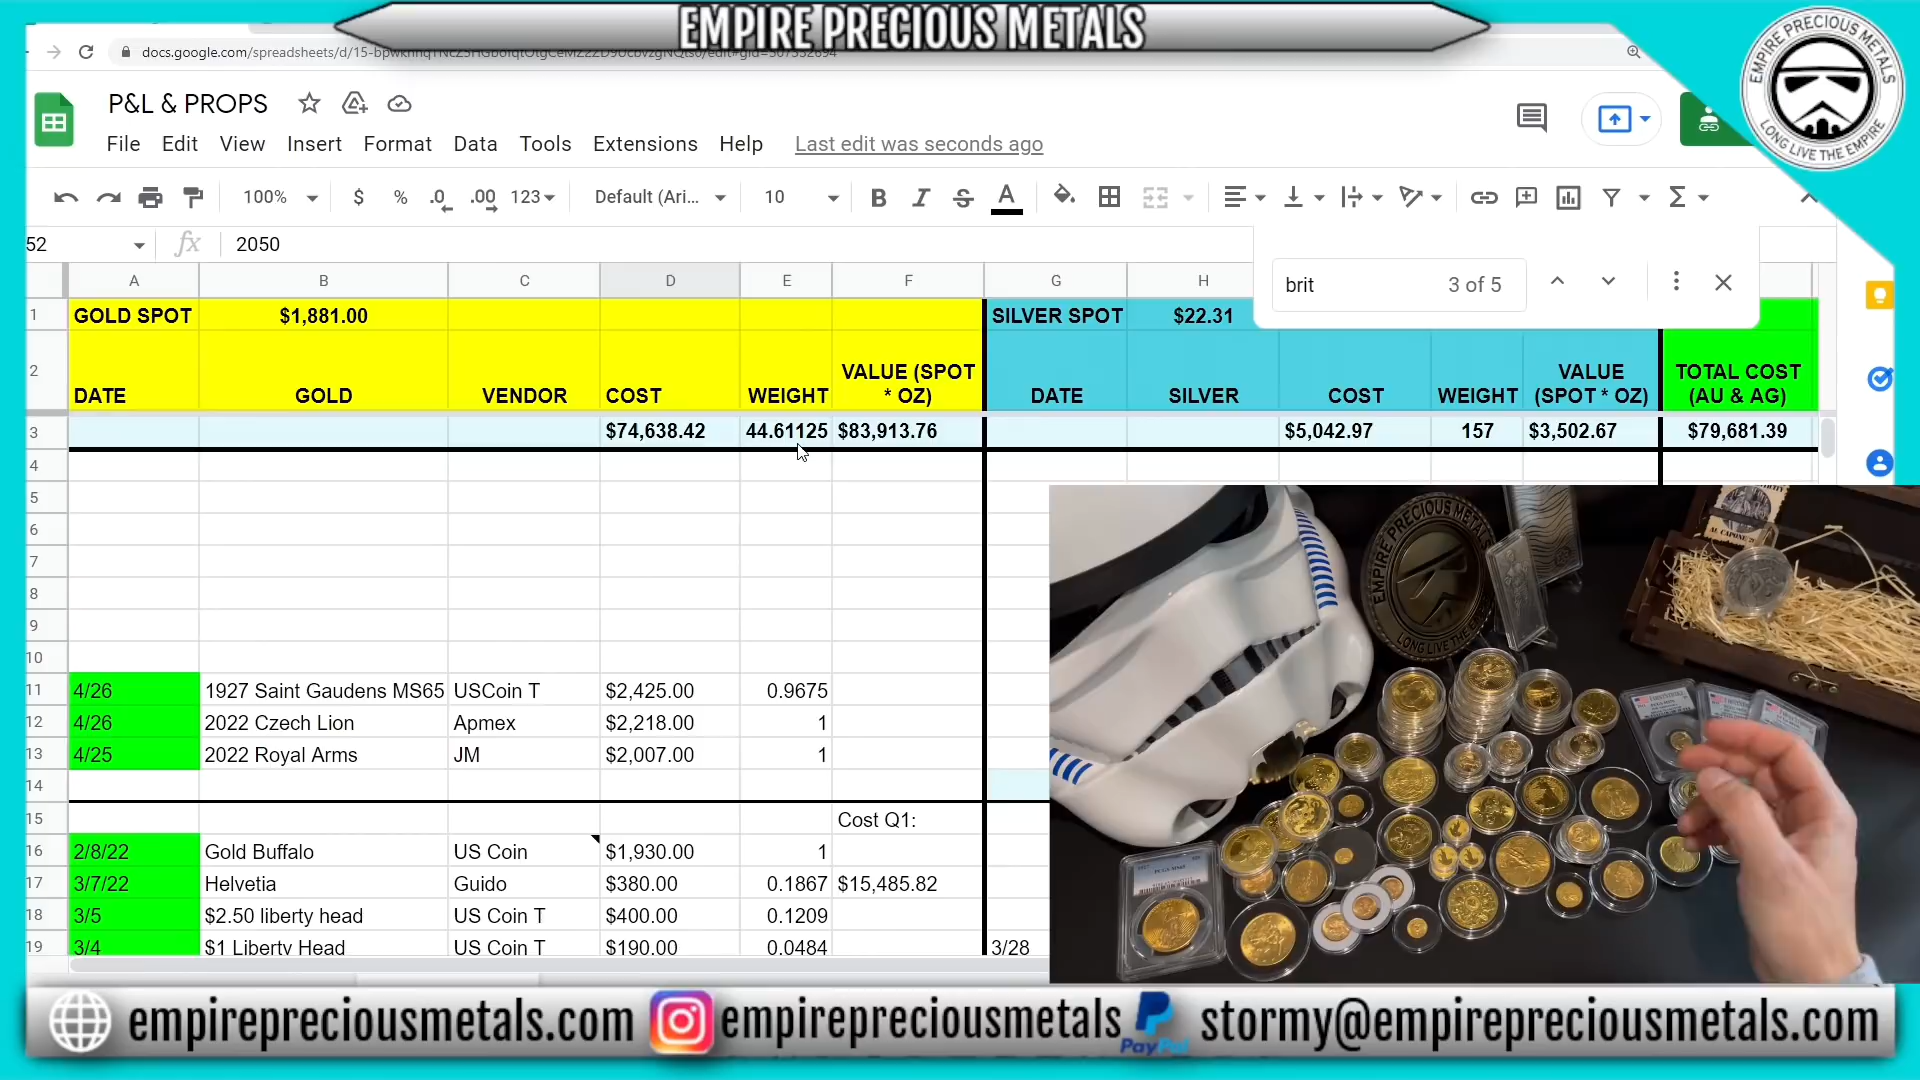 EMPIRE PRECIOUS METALS
EMPIRE PRECIOUS METALS
LONG LIVE THE EMPIRE
P&L & PROPS
File Edit View Insert Format Data Tools Extensions Help Last edit was seconds ago
100% $ % .0 .00 123 Default (Ari... 10 B I S A
52 fx 2050
brit 3 of 5
A B C D E F G H
1 GOLD SPOT $1,881.00 SILVER SPOT $22.31
2 DATE GOLD VENDOR COST WEIGHT VALUE (SPOT * OZ) DATE SILVER COST WEIGHT VALUE (SPOT * OZ) TOTAL COST (AU & AG)
3 $74,638.42 44.61125 $83,913.76 $5,042.97 157 $3,502.67 $79,681.39
4
5
6
7
8
9
10
11 4/26 1927 Saint Gaudens MS65 USCoin T $2,425.00 0.9675
12 4/26 2022 Czech Lion Apmex $2,218.00 1
13 4/25 2022 Royal Arms JM $2,007.00 1
14
15 Cost Q1:
16 2/8/22 Gold Buffalo US Coin $1,930.00 1
17 3/7/22 Helvetia Guido $380.00 0.1867 $15,485.82
18 3/5 $2.50 liberty head US Coin T $400.00 0.1209
19 3/4 $1 Liberty Head US Coin T $190.00 0.0484 3/28
EMPIRE PRECIOUS METALS
LONG LIVE THE EMPIRE
empirepreciousmetals.com empirepreciousmetals PayPal stormy@empirepreciousmetals.com